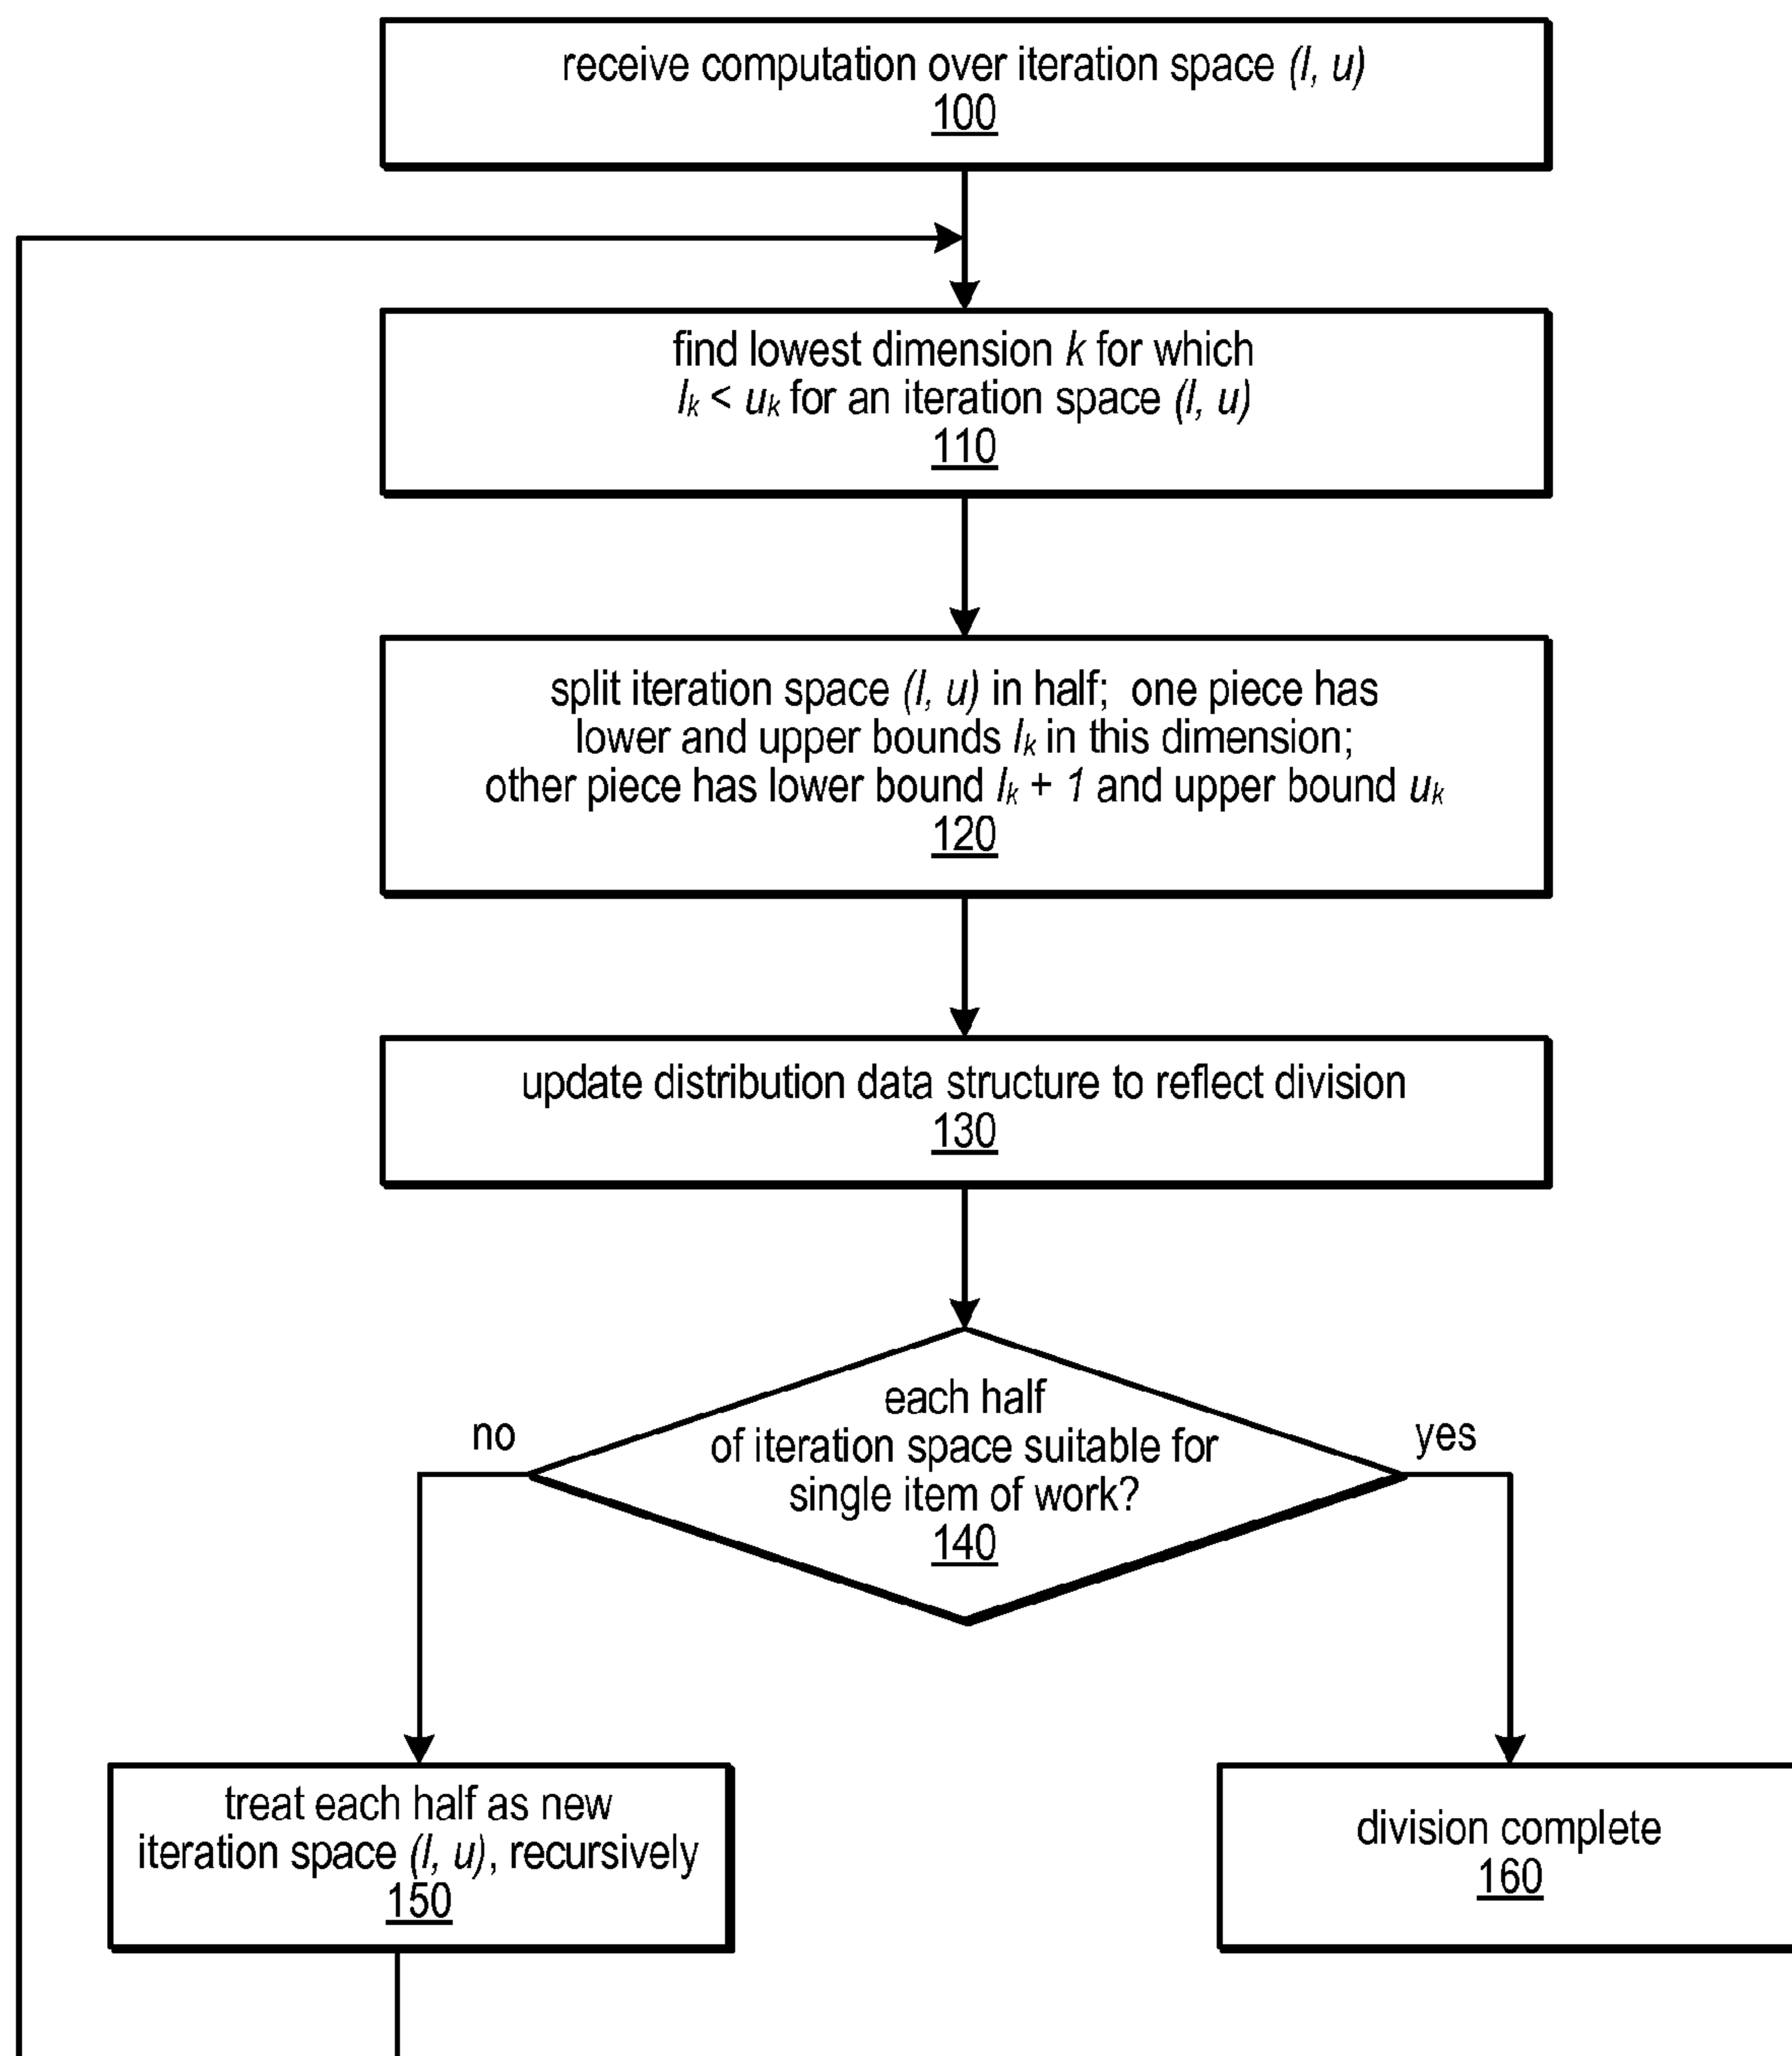 receive computation over iteration space (l, u)
100
find lowest dimension k for which
lk < uk for an iteration space (l, u)
110
split iteration space (l, u) in half; one piece has
lower and upper bounds lk in this dimension;
other piece has lower bound lk + 1 and upper bound uk
120
update distribution data structure to reflect division
130
each half
of iteration space suitable for
single item of work?
140
no
yes
treat each half as new
iteration space (l, u), recursively
150
division complete
160